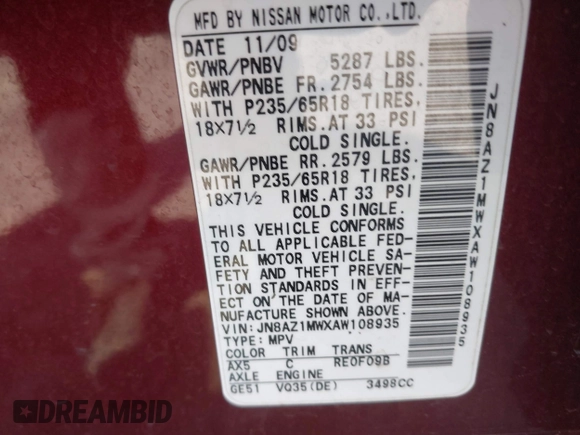 MFD BY NISSAN MOTOR CO.,LTD.
DATE 11/09
GVWR/PNBV 5287 LBS.
GAWR/PNBE FR. 2754 LBS.
WITH P235/65R18 TIRES,
18X7½ RIMS.AT 33 PSI
COLD SINGLE.
GAWR/PNBE RR. 2579 LBS.
WITH P235/65R18 TIRES,
18X7½ RIMS.AT 33 PSI
COLD SINGLE.
THIS VEHICLE CONFORMS
TO ALL APPLICABLE FED-
ERAL MOTOR VEHICLE SA-
FETY AND THEFT PREVEN-
TION STANDARDS IN EFF-
ECT ON THE DATE OF MA-
NUFACTURE SHOWN ABOVE.
VIN:JN8AZ1MWXAW108935
TYPE:MPV
COLOR TRIM TRANS
AX5 C RE0F09B
AXLE ENGINE
GE51 VQ35(DE) 3498CC
JN8AZ1MWXAW108935
DREAMBID